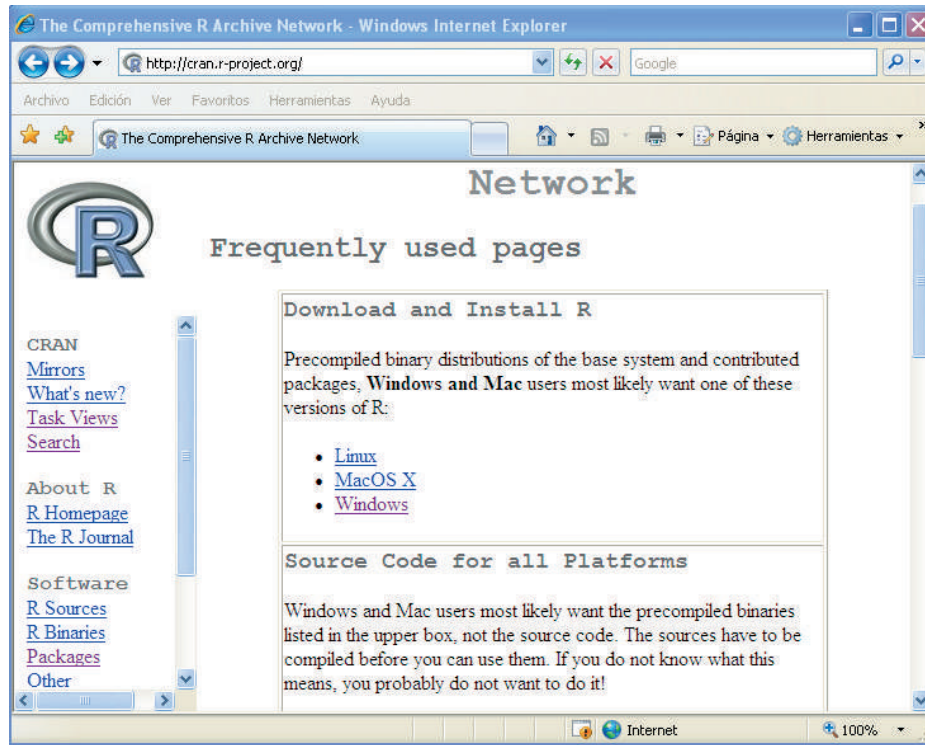 The Comprehensive R Archive Network - Windows Internet Explorer
http://cran.r-project.org/
Google
Archivo Edición Ver Favoritos Herramientas Ayuda
The Comprehensive R Archive Network
Página
Herramientas
»
R
CRAN
Mirrors
What's new?
Task Views
Search
About R
R Homepage
The R Journal
Software
R Sources
R Binaries
Packages
Other
Network
Frequently used pages
Download and Install R
Precompiled binary distributions of the base system and contributed
packages, Windows and Mac users most likely want one of these
versions of R:
• Linux
• MacOS X
• Windows
Source Code for all Platforms
Windows and Mac users most likely want the precompiled binaries
listed in the upper box, not the source code. The sources have to be
compiled before you can use them. If you do not know what this
means, you probably do not want to do it!
Internet
100%